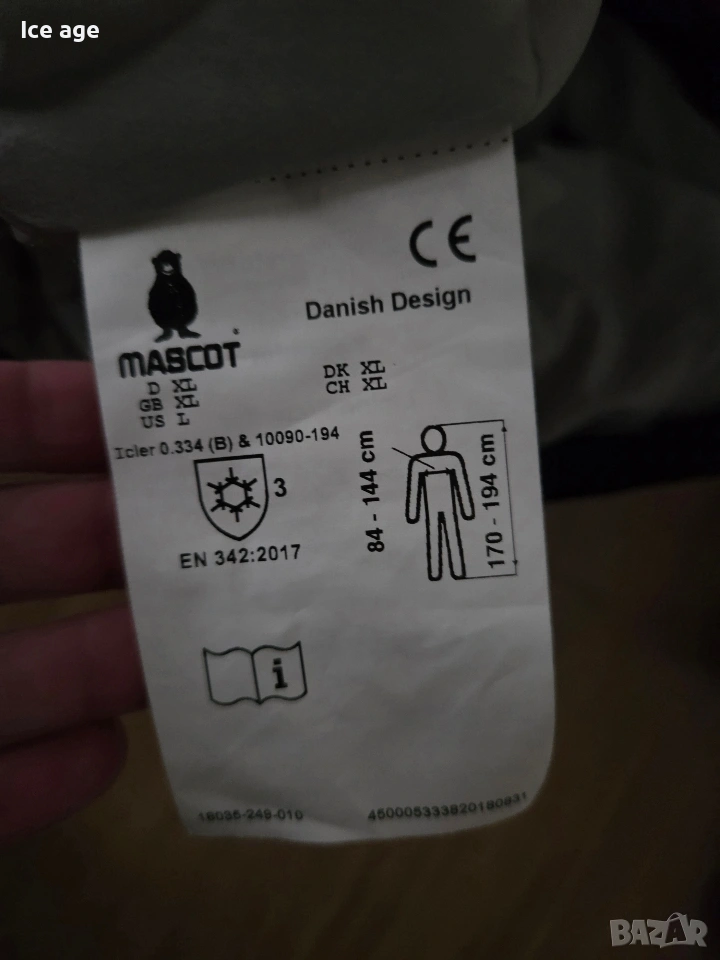 Ice age
CE
Danish Design
MASCOT
D XL
GB XL
US L
DK XL
CH XL
Icler 0.334 (B) & 10090-194
3
EN 342:2017
84 - 144 cm
170 - 194 cm
i
18035-249-010
450005333820180831
BAZAR